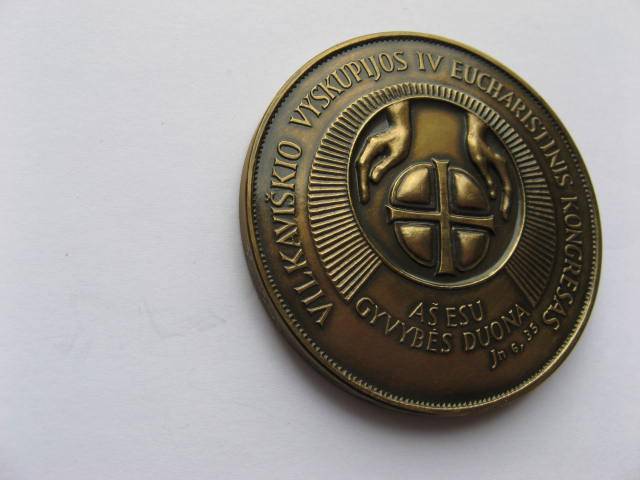 VILKAVIŠKIO VYSKUPIJOS IV EUCHARISTINIS KONGRESAS
AŠ ESU
GYVYBĖS DUONA
Jn 6, 35